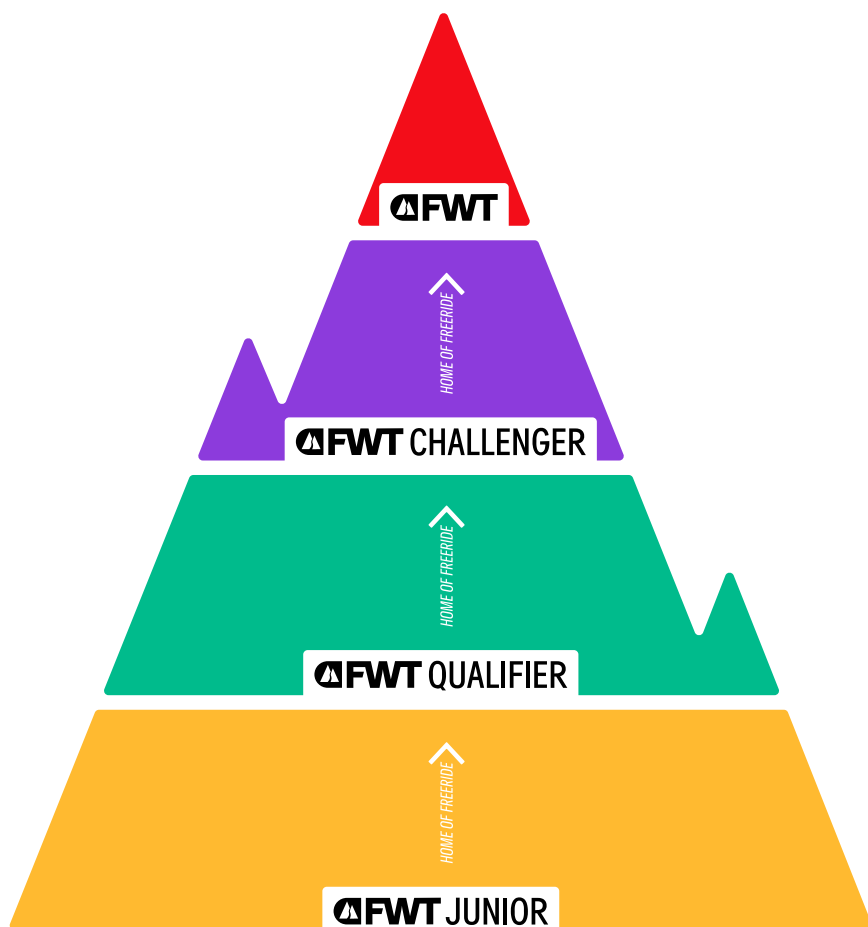 FWT
HOME OF FREERIDE
FWT CHALLENGER
HOME OF FREERIDE
FWT QUALIFIER
HOME OF FREERIDE
FWT JUNIOR